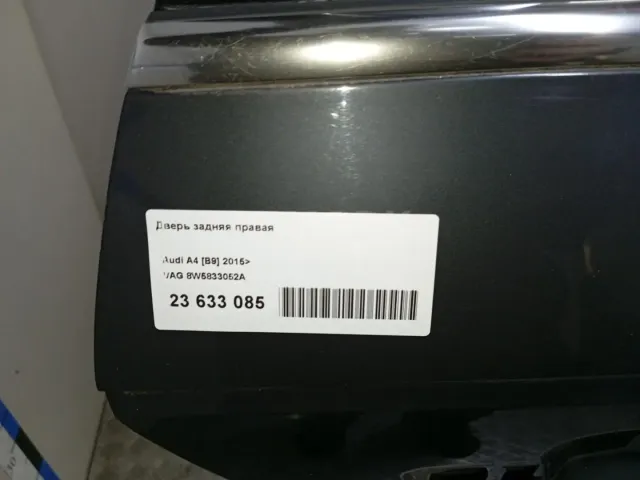 Дверь задняя правая
Audi A4 [B9] 2015>
VAG 8W5833052A
23 633 085